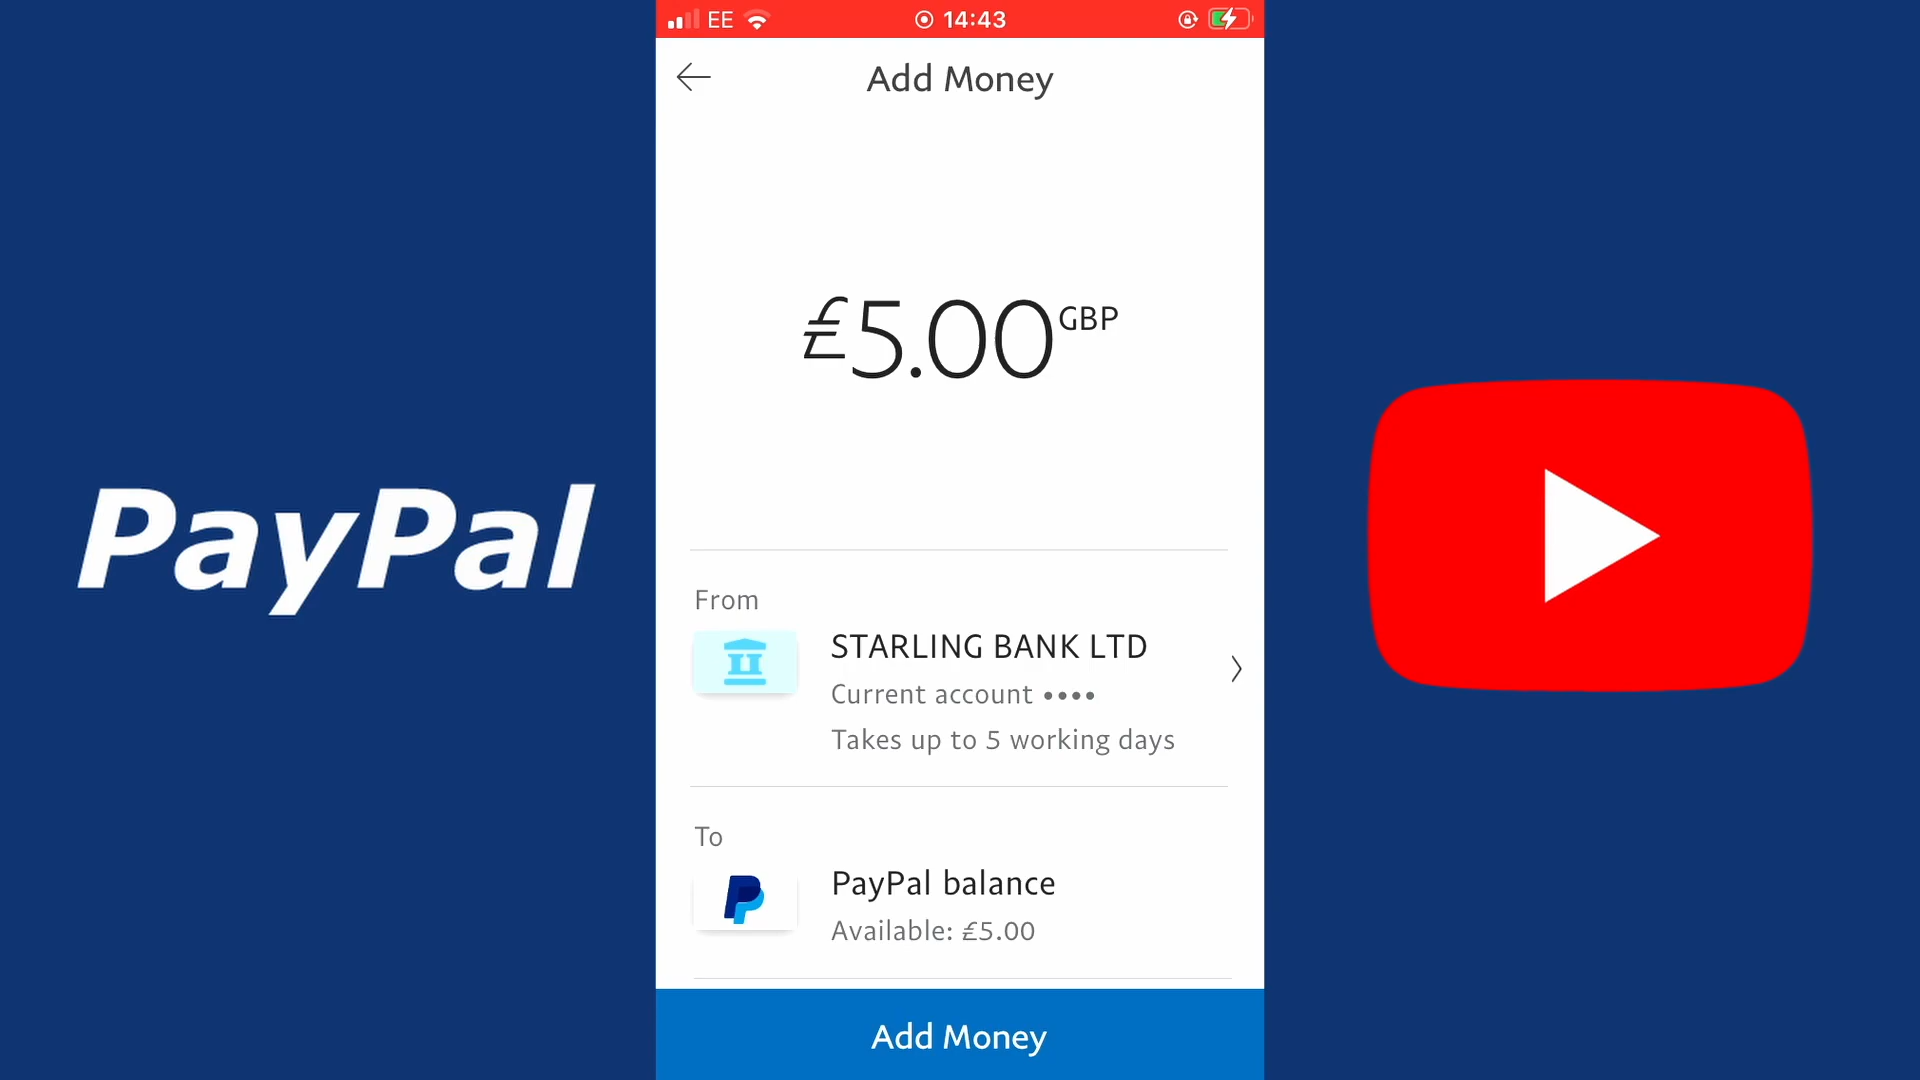 EE 14:43
Add Money
£5.00 GBP
PayPal
From
STARLING BANK LTD
Current account ••••
Takes up to 5 working days
To
PayPal balance
Available: £5.00
Add Money